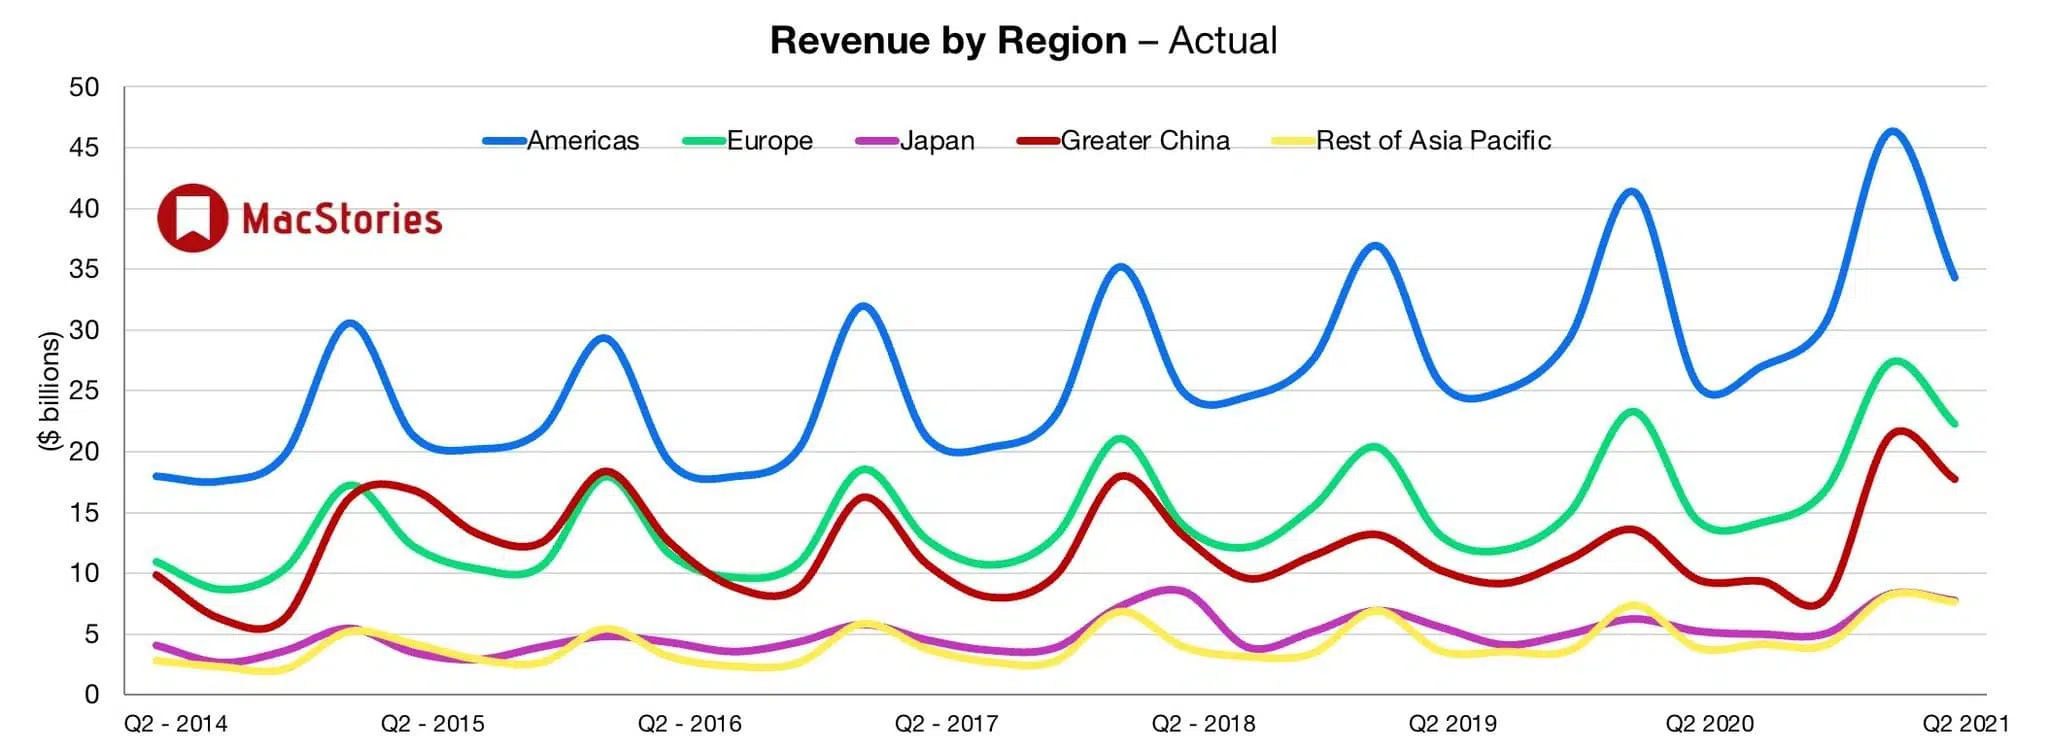 Revenue by Region – Actual
50
Americas Europe Japan Greater China Rest of Asia Pacific
45
MacStories
40
35
30
25
20
15
10
5
0
($ billions)
Q2 - 2014 Q2 - 2015 Q2 - 2016 Q2 - 2017 Q2 - 2018 Q2 2019 Q2 2020 Q2 2021